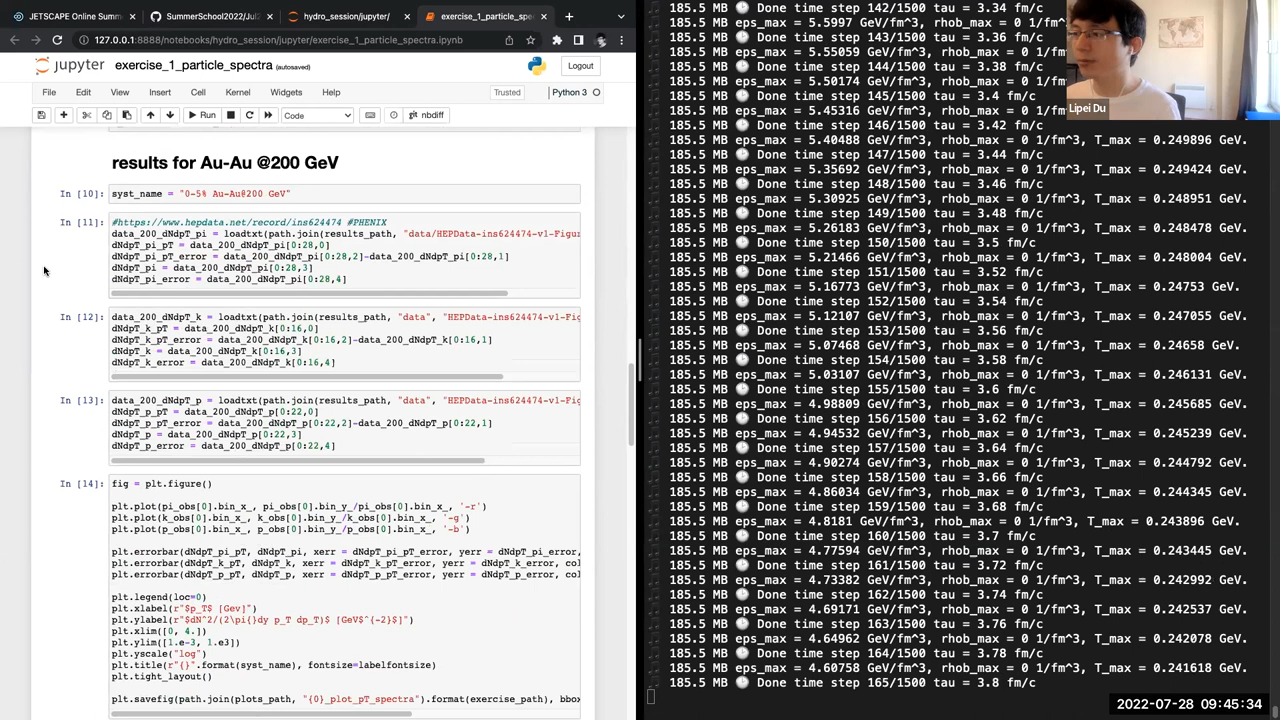 JETSCAPE Online Summ
SummerSchool2022/Jul2
hydro_session/jupyter/
exercise_1_particle_spe
127.0.0.1:8888/notebooks/hydro_session/jupyter/exercise_1_particle_spectra.ipynb
jupyter exercise_1_particle_spectra (autosaved)
Logout
File Edit View Insert Cell Kernel Widgets Help
Trusted
Python 3
Run
Code
nbdiff
results for Au-Au @200 GeV
In [10]: syst_name = "0-5% Au-Au@200 GeV"
In [11]: #https://www.hepdata.net/record/ins624474 #PHENIX
data_200_dNdpT_pi = loadtxt(path.join(results_path, "data/HEPData-ins624474-v1-Figur
dNdpT_pi_pT = data_200_dNdpT_pi[0:28,0]
dNdpT_pi_pT_error = data_200_dNdpT_pi[0:28,2]-data_200_dNdpT_pi[0:28,1]
dNdpT_pi = data_200_dNdpT_pi[0:28,3]
dNdpT_pi_error = data_200_dNdpT_pi[0:28,4]
In [12]: data_200_dNdpT_k = loadtxt(path.join(results_path, "data", "HEPData-ins624474-v1-Fig
dNdpT_k_pT = data_200_dNdpT_k[0:16,0]
dNdpT_k_pT_error = data_200_dNdpT_k[0:16,2]-data_200_dNdpT_k[0:16,1]
dNdpT_k = data_200_dNdpT_k[0:16,3]
dNdpT_k_error = data_200_dNdpT_k[0:16,4]
In [13]: data_200_dNdpT_p = loadtxt(path.join(results_path, "data", "HEPData-ins624474-v1-Fig
dNdpT_p_pT = data_200_dNdpT_p[0:22,0]
dNdpT_p_pT_error = data_200_dNdpT_p[0:22,2]-data_200_dNdpT_p[0:22,1]
dNdpT_p = data_200_dNdpT_p[0:22,3]
dNdpT_p_error = data_200_dNdpT_p[0:22,4]
In [14]: fig = plt.figure()
plt.plot(pi_obs[0].bin_x_, pi_obs[0].bin_y_/pi_obs[0].bin_x_, '-r')
plt.plot(k_obs[0].bin_x_, k_obs[0].bin_y_/k_obs[0].bin_x_, '-g')
plt.plot(p_obs[0].bin_x_, p_obs[0].bin_y_/p_obs[0].bin_x_, '-b')
plt.errorbar(dNdpT_pi_pT, dNdpT_pi, xerr = dNdpT_pi_pT_error, yerr = dNdpT_pi_error,
plt.errorbar(dNdpT_k_pT, dNdpT_k, xerr = dNdpT_k_pT_error, yerr = dNdpT_k_error, col
plt.errorbar(dNdpT_p_pT, dNdpT_p, xerr = dNdpT_p_pT_error, yerr = dNdpT_p_error, col
plt.legend(loc=0)
plt.xlabel(r"$p_T$ [Gev]")
plt.ylabel(r"$dN^2/(2\pi{}dy p_T dp_T)$ [GeV$^{-2}$]")
plt.xlim([0, 4.])
plt.ylim([1.e-3, 1.e3])
plt.yscale("log")
plt.title(r"{}".format(syst_name), fontsize=labelfontsize)
plt.tight_layout()
plt.savefig(path.join(plots_path, "{0}_plot_pT_spectra").format(exercise_path), bbox
185.5 MB Done time step 142/1500 tau = 3.34 fm/c
185.5 MB eps_max = 5.5997 GeV/fm^3, rhob_max = 0 1/f
185.5 MB Done time step 143/1500 tau = 3.36 fm/c
185.5 MB eps_max = 5.55059 GeV/fm^3, rhob_max = 0 1/
185.5 MB Done time step 144/1500 tau = 3.38 fm/c
185.5 MB eps_max = 5.50174 GeV/fm^3, rhob_max = 0 1/
185.5 MB Done time step 145/1500 tau = 3.4 fm/c
185.5 MB eps_max = 5.45316 GeV/fm^3, rhob_max = 0 1/
185.5 MB Done time step 146/1500 tau = 3.42 fm/c
185.5 MB eps_max = 5.40488 GeV/fm^3, rhob_max = 0 1/fm^3, T_max = 0.249896 GeV.
185.5 MB Done time step 147/1500 tau = 3.44 fm/c
185.5 MB eps_max = 5.35692 GeV/fm^3, rhob_max = 0 1/fm^3, T_max = 0.249424 GeV.
185.5 MB Done time step 148/1500 tau = 3.46 fm/c
185.5 MB eps_max = 5.30925 GeV/fm^3, rhob_max = 0 1/fm^3, T_max = 0.248951 GeV.
185.5 MB Done time step 149/1500 tau = 3.48 fm/c
185.5 MB eps_max = GeV/fm^3, rhob_max = 0 1/fm^3, T_max = 0.248478 GeV.
185.5 MB Done time step 150/1500 tau = 3.5 fm/c
185.5 MB eps_max = 5.21466 GeV/fm^3, rhob_max = 0 1/fm^3, T_max = 0.248004 GeV.
185.5 MB Done time step 151/1500 tau = 3.52 fm/c
185.5 MB eps_max = 5.16773 GeV/fm^3, rhob_max = 0 1/fm^3, T_max = 0.24753 GeV.
185.5 MB Done time step 152/1500 tau = 3.54 fm/c
185.5 MB eps_max = 5.12107 GeV/fm^3, rhob_max = 0 1/fm^3, T_max = 0.247055 GeV.
185.5 MB Done time step 153/1500 tau = 3.56 fm/c
185.5 MB eps_max = 5.07468 GeV/fm^3, rhob_max = 0 1/fm^3, T_max = 0.24658 GeV.
185.5 MB Done time step 154/1500 tau = 3.58 fm/c
185.5 MB eps_max = 5.03107 GeV/fm^3, rhob_max = 0 1/fm^3, T_max = 0.246131 GeV.
185.5 MB Done time step 155/1500 tau = 3.6 fm/c
185.5 MB eps_max = 4.98809 GeV/fm^3, rhob_max = 0 1/fm^3, T_max = 0.245685 GeV.
185.5 MB Done time step 156/1500 tau = 3.62 fm/c
185.5 MB eps_max = 4.94532 GeV/fm^3, rhob_max = 0 1/fm^3, T_max = 0.245239 GeV.
185.5 MB Done time step 157/1500 tau = 3.64 fm/c
185.5 MB eps_max = 4.90274 GeV/fm^3, rhob_max = 0 1/fm^3, T_max = 0.244792 GeV.
185.5 MB Done time step 158/1500 tau = 3.66 fm/c
185.5 MB eps_max = 4.86034 GeV/fm^3, rhob_max = 0 1/fm^3, T_max = 0.244345 GeV.
185.5 MB Done time step 159/1500 tau = 3.68 fm/c
185.5 MB eps_max = GeV/fm^3, rhob_max = 0 1/fm^3, T_max = 0.243896 GeV.
185.5 MB Done time step 160/1500 tau = 3.7 fm/c
185.5 MB eps_max = 4.77594 GeV/fm^3, rhob_max = 0 1/fm^3, T_max = 0.243445 GeV.
185.5 MB Done time step 161/1500 tau = 3.72 fm/c
185.5 MB eps_max = GeV/fm^3, rhob_max = 0 1/fm^3, T_max = 0.242992 GeV.
185.5 MB Done time step 162/1500 tau = 3.74 fm/c
185.5 MB eps_max = 4.69171 GeV/fm^3, rhob_max = 0 1/fm^3, T_max = 0.242537 GeV.
185.5 MB Done time step 163/1500 tau = 3.76 fm/c
185.5 MB eps_max = 4.64962 GeV/fm^3, rhob_max = 0 1/fm^3, T_max = 0.242078 GeV.
185.5 MB Done time step 164/1500 tau = 3.78 fm/c
185.5 MB eps_max = 4.60758 GeV/fm^3, rhob_max = 0 1/fm^3, T_max = 0.241618 GeV.
185.5 MB Done time step 165/1500 tau = 3.8 fm/c
Lipei Du
2022-07-28 09:45:34